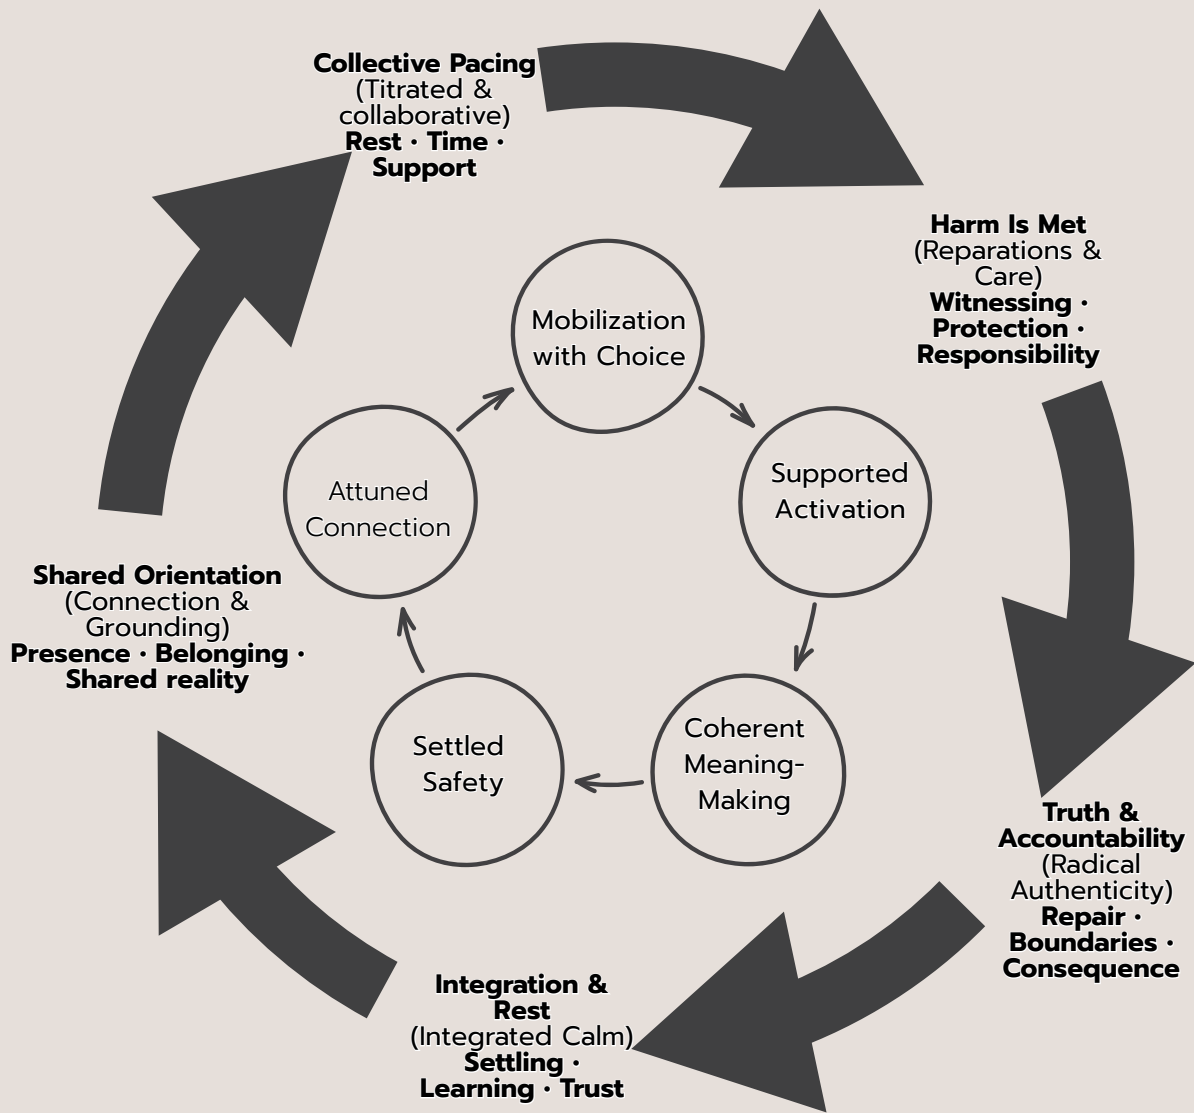 Collective Pacing
(Titrated &
collaborative)
Rest · Time ·
Support
Harm Is Met
(Reparations &
Care)
Witnessing ·
Protection ·
Responsibility
Mobilization
with Choice
Supported
Activation
Attuned
Connection
Shared Orientation
(Connection &
Grounding)
Presence · Belonging ·
Shared reality
Settled
Safety
Coherent
Meaning-
Making
Truth &
Accountability
(Radical
Authenticity)
Repair ·
Boundaries ·
Consequence
Integration &
Rest
(Integrated Calm)
Settling ·
Learning · Trust